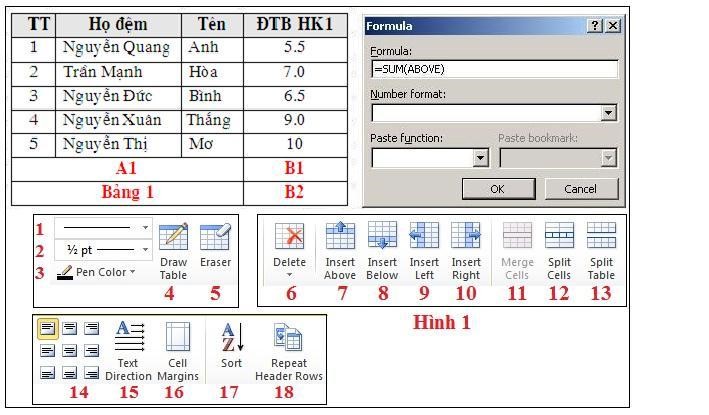 TT Họ đệm Tên ĐTB HK1
1 Nguyễn Quang Anh 5.5
2 Trần Mạnh Hòa 7.0
3 Nguyễn Đức Bình 6.5
4 Nguyễn Xuân Thắng 9.0
5 Nguyễn Thị Mơ 10
A1 B1
Bảng 1 B2
Formula
Formula:
=SUM(ABOVE)
Number format:
Paste function: Paste bookmark:
OK Cancel
1
2 ½ pt
3 Pen Color
Draw Table
Eraser
4 5
Delete
Insert Above
Insert Below
Insert Left
Insert Right
Merge Cells
Split Cells
Split Table
6 7 8 9 10 11 12 13
Hình 1
Text Direction
Cell Margins
A Z
Sort
Repeat Header Rows
14 15 16 17 18